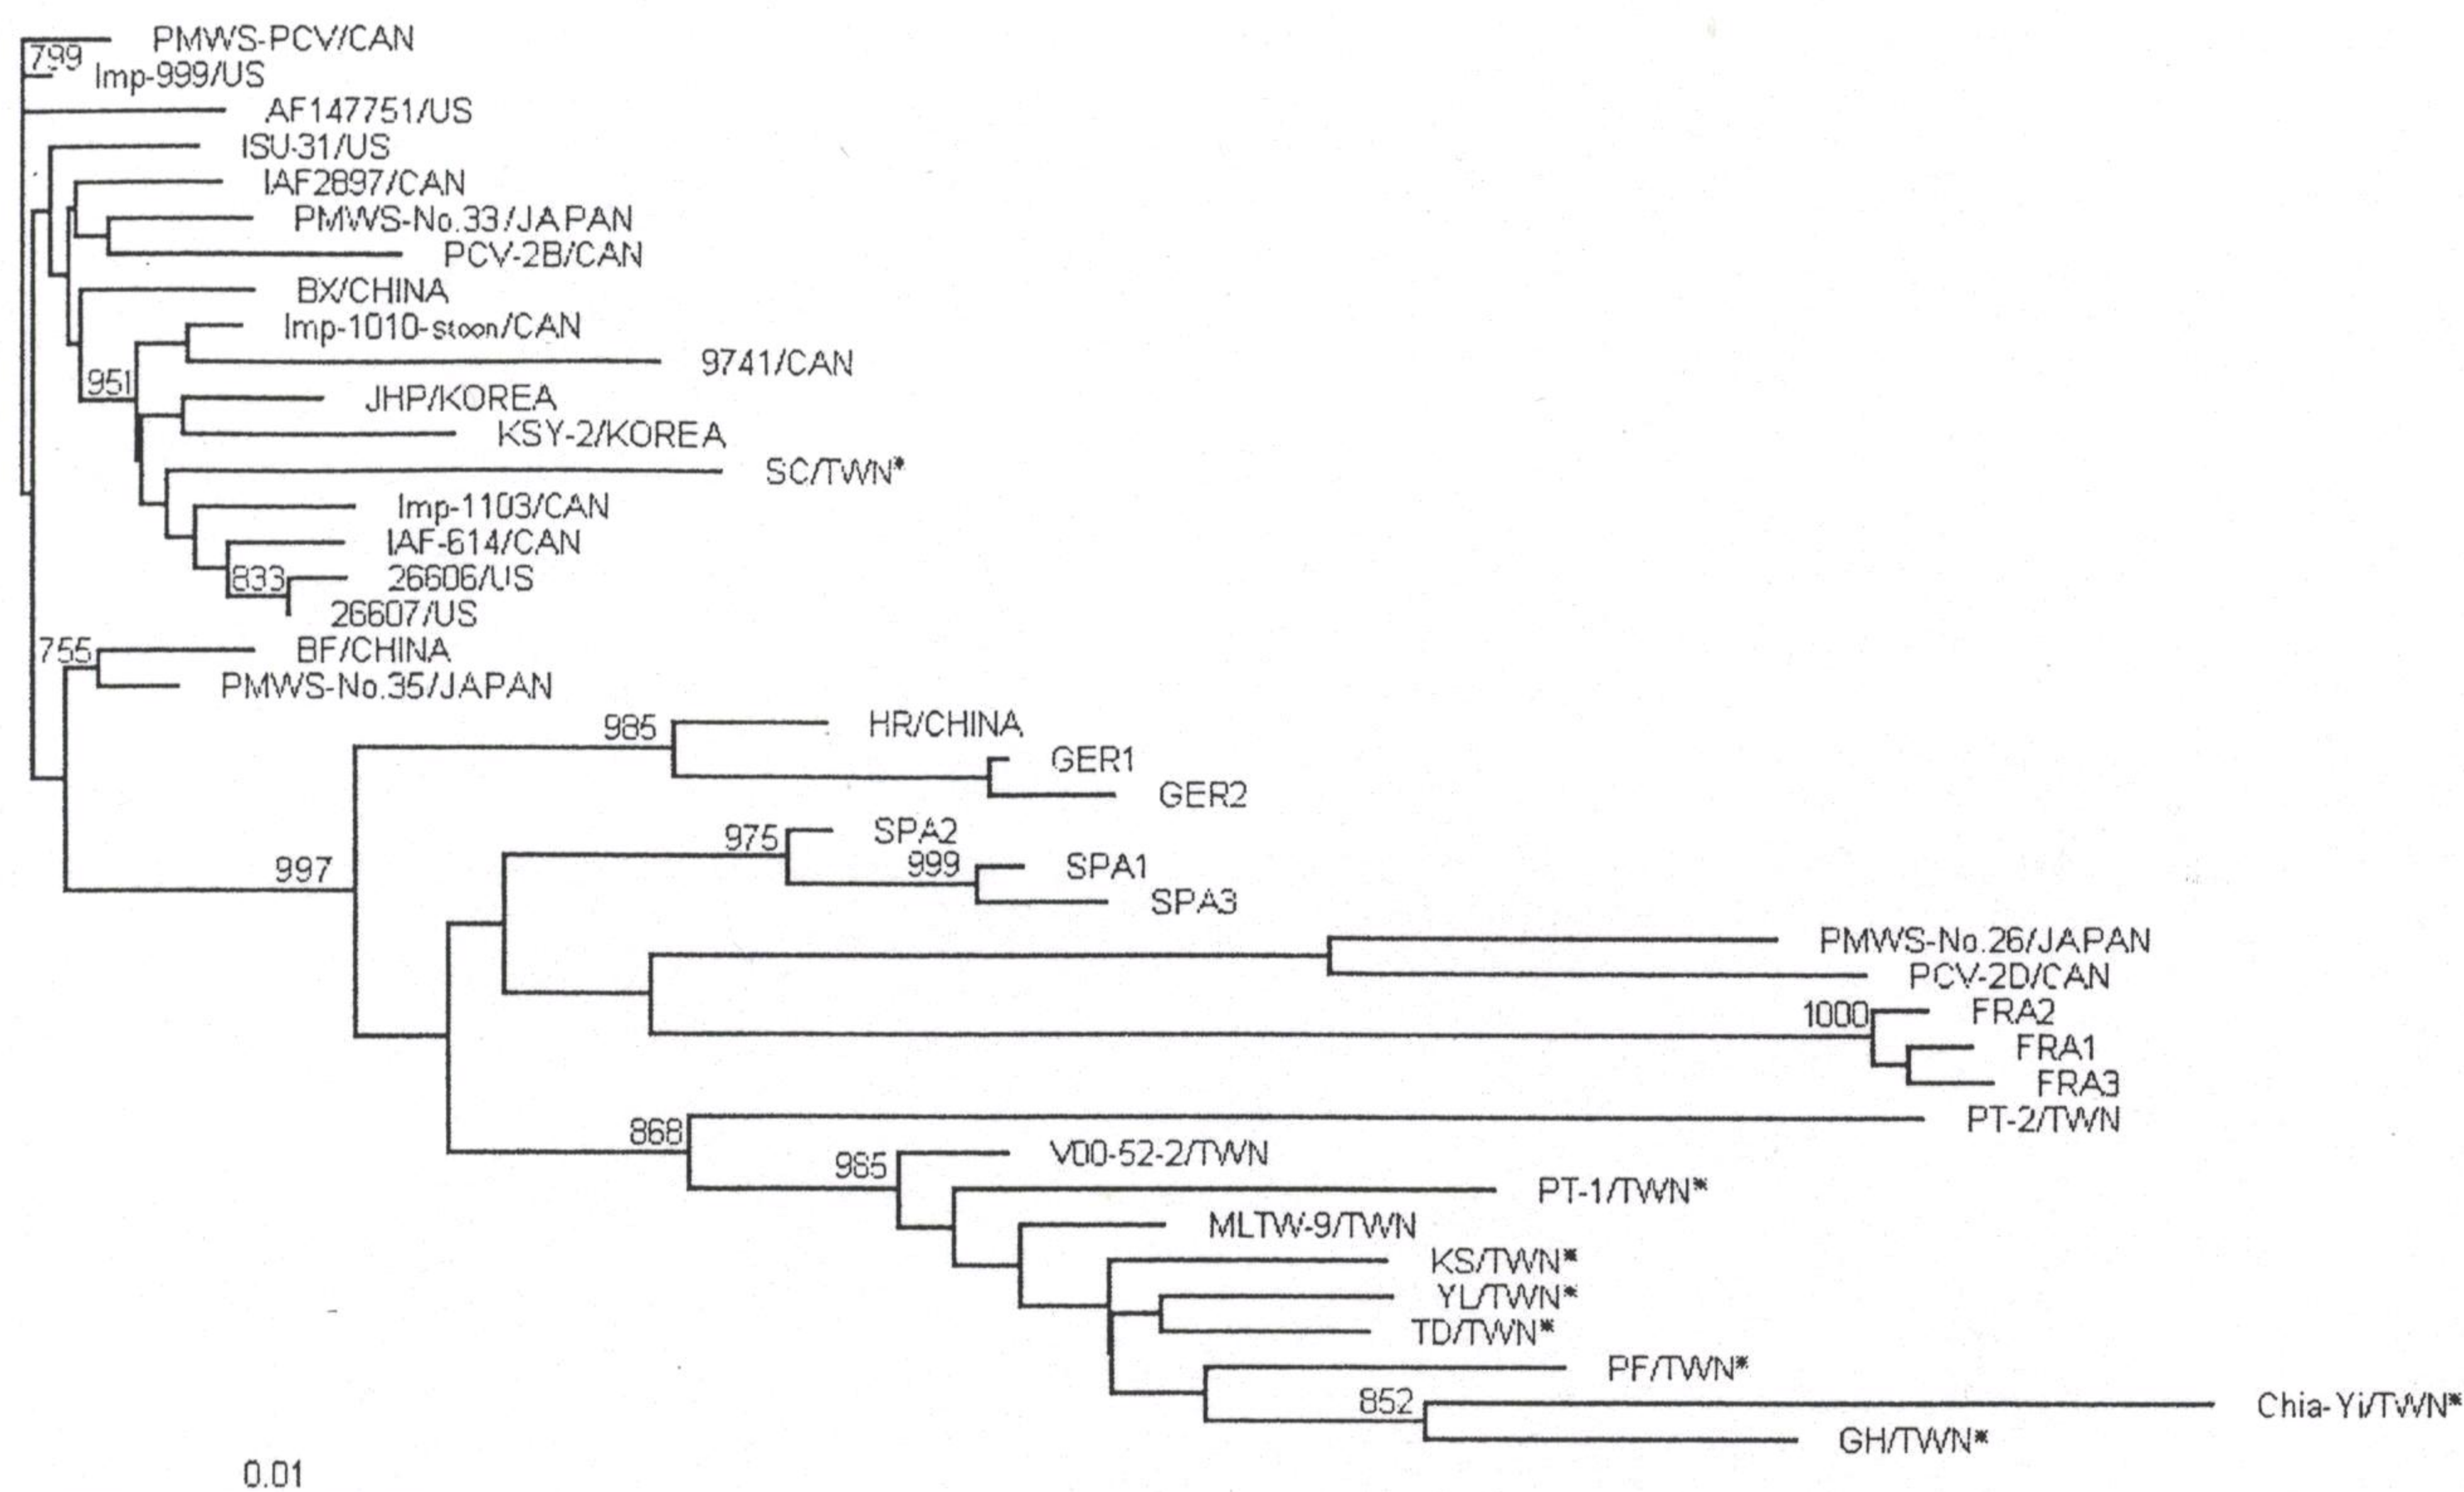 PMWS-PCV/CAN
799
Imp-999/US
AF147751/US
ISU-31/US
IAF2897/CAN
PMWS-No.33/JAPAN
PCV-2B/CAN
BX/CHINA
Imp-1010-stoon/CAN
9741/CAN
951
JHP/KOREA
KSY-2/KOREA
SC/TWN*
Imp-1103/CAN
IAF-614/CAN
833
26606/US
26607/US
755
BF/CHINA
PMWS-No.35/JAPAN
985
HR/CHINA
GER1
GER2
975
SPA2
997
999
SPA1
SPA3
PMWS-No.26/JAPAN
PCV-2D/CAN
1000
FRA2
FRA1
FRA3
PT-2/TWN
868
V00-52-2/TWN
985
PT-1/TWN*
MLTW-9/TWN
KS/TWN*
YL/TWN*
TD/TWN*
PF/TWN*
852
Chia-Yi/TWN*
GH/TWN*
0.01